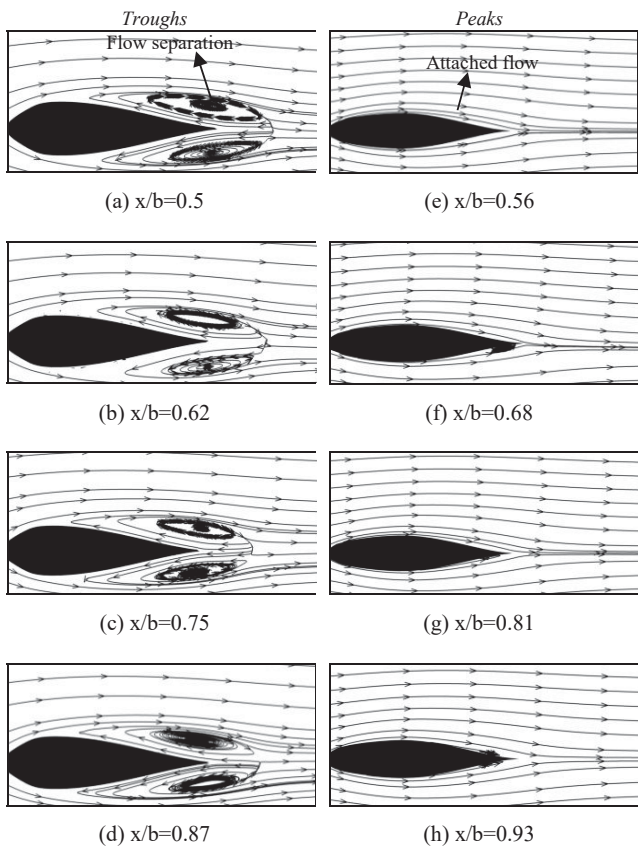 Troughs
Peaks
Flow separation
Attached flow
(a) x/b=0.5
(e) x/b=0.56
(b) x/b=0.62
(f) x/b=0.68
(c) x/b=0.75
(g) x/b=0.81
(d) x/b=0.87
(h) x/b=0.93